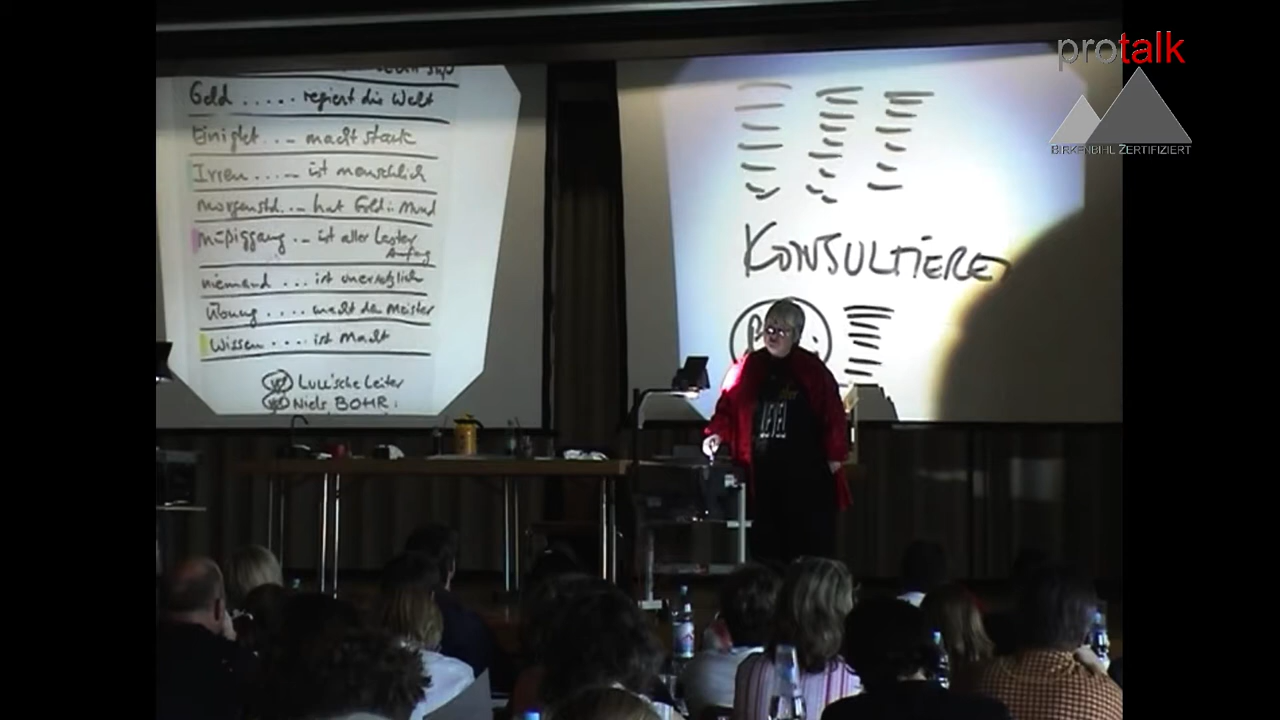 Geld ..... regiert die Welt
Einigkt... – macht stark
Irren ....– ist menschlich
Morgenstd. .. – hat Gold i. Mund
Müßiggang .. – ist aller Laster
Anfang
niemand ... ist unersetzlich
Übung .... macht den Meister
Wissen .... ist Macht
Lull'sche Leiter
Niels BOHR:
KONSULTIERE
protalk
BIRKENBIHL ZERTIFIZIERT